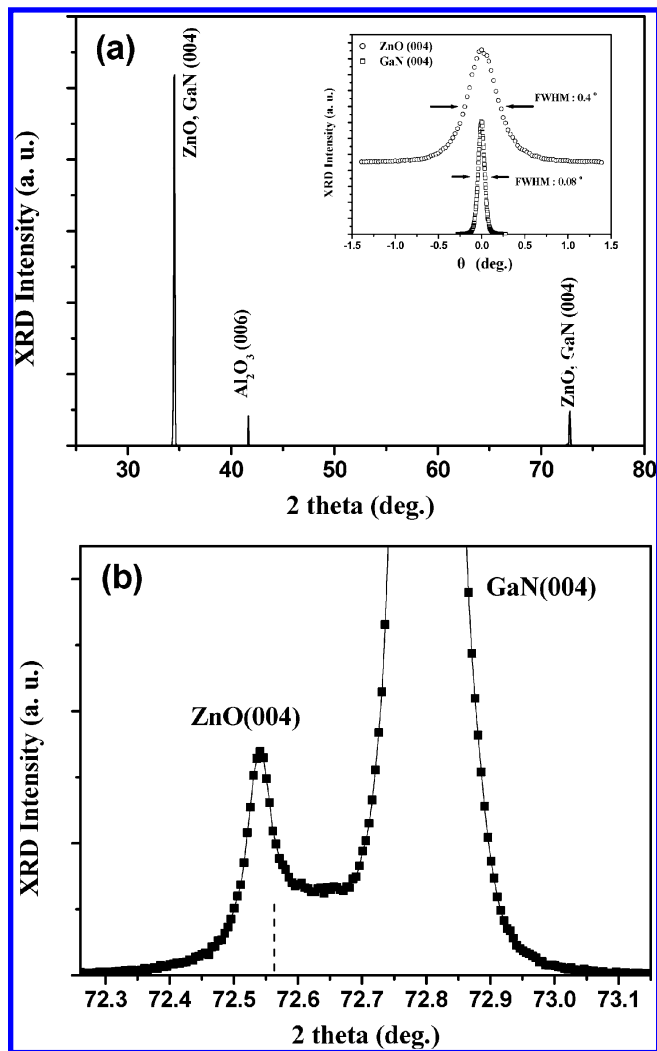 (a)
ZnO, GaN (004)
Al2O3 (006)
ZnO, GaN (004)
XRD Intensity (a. u.)
30 40 50 60 70 80
2 theta (deg.)
ZnO (004)
GaN (004)
FWHM : 0.4°
FWHM : 0.08°
XRD Intensity (a. u.)
-1.5 -1.0 -0.5 0.0 0.5 1.0 1.5
θ (deg.)
(b)
GaN(004)
ZnO(004)
XRD Intensity (a. u.)
72.3 72.4 72.5 72.6 72.7 72.8 72.9 73.0 73.1
2 theta (deg.)